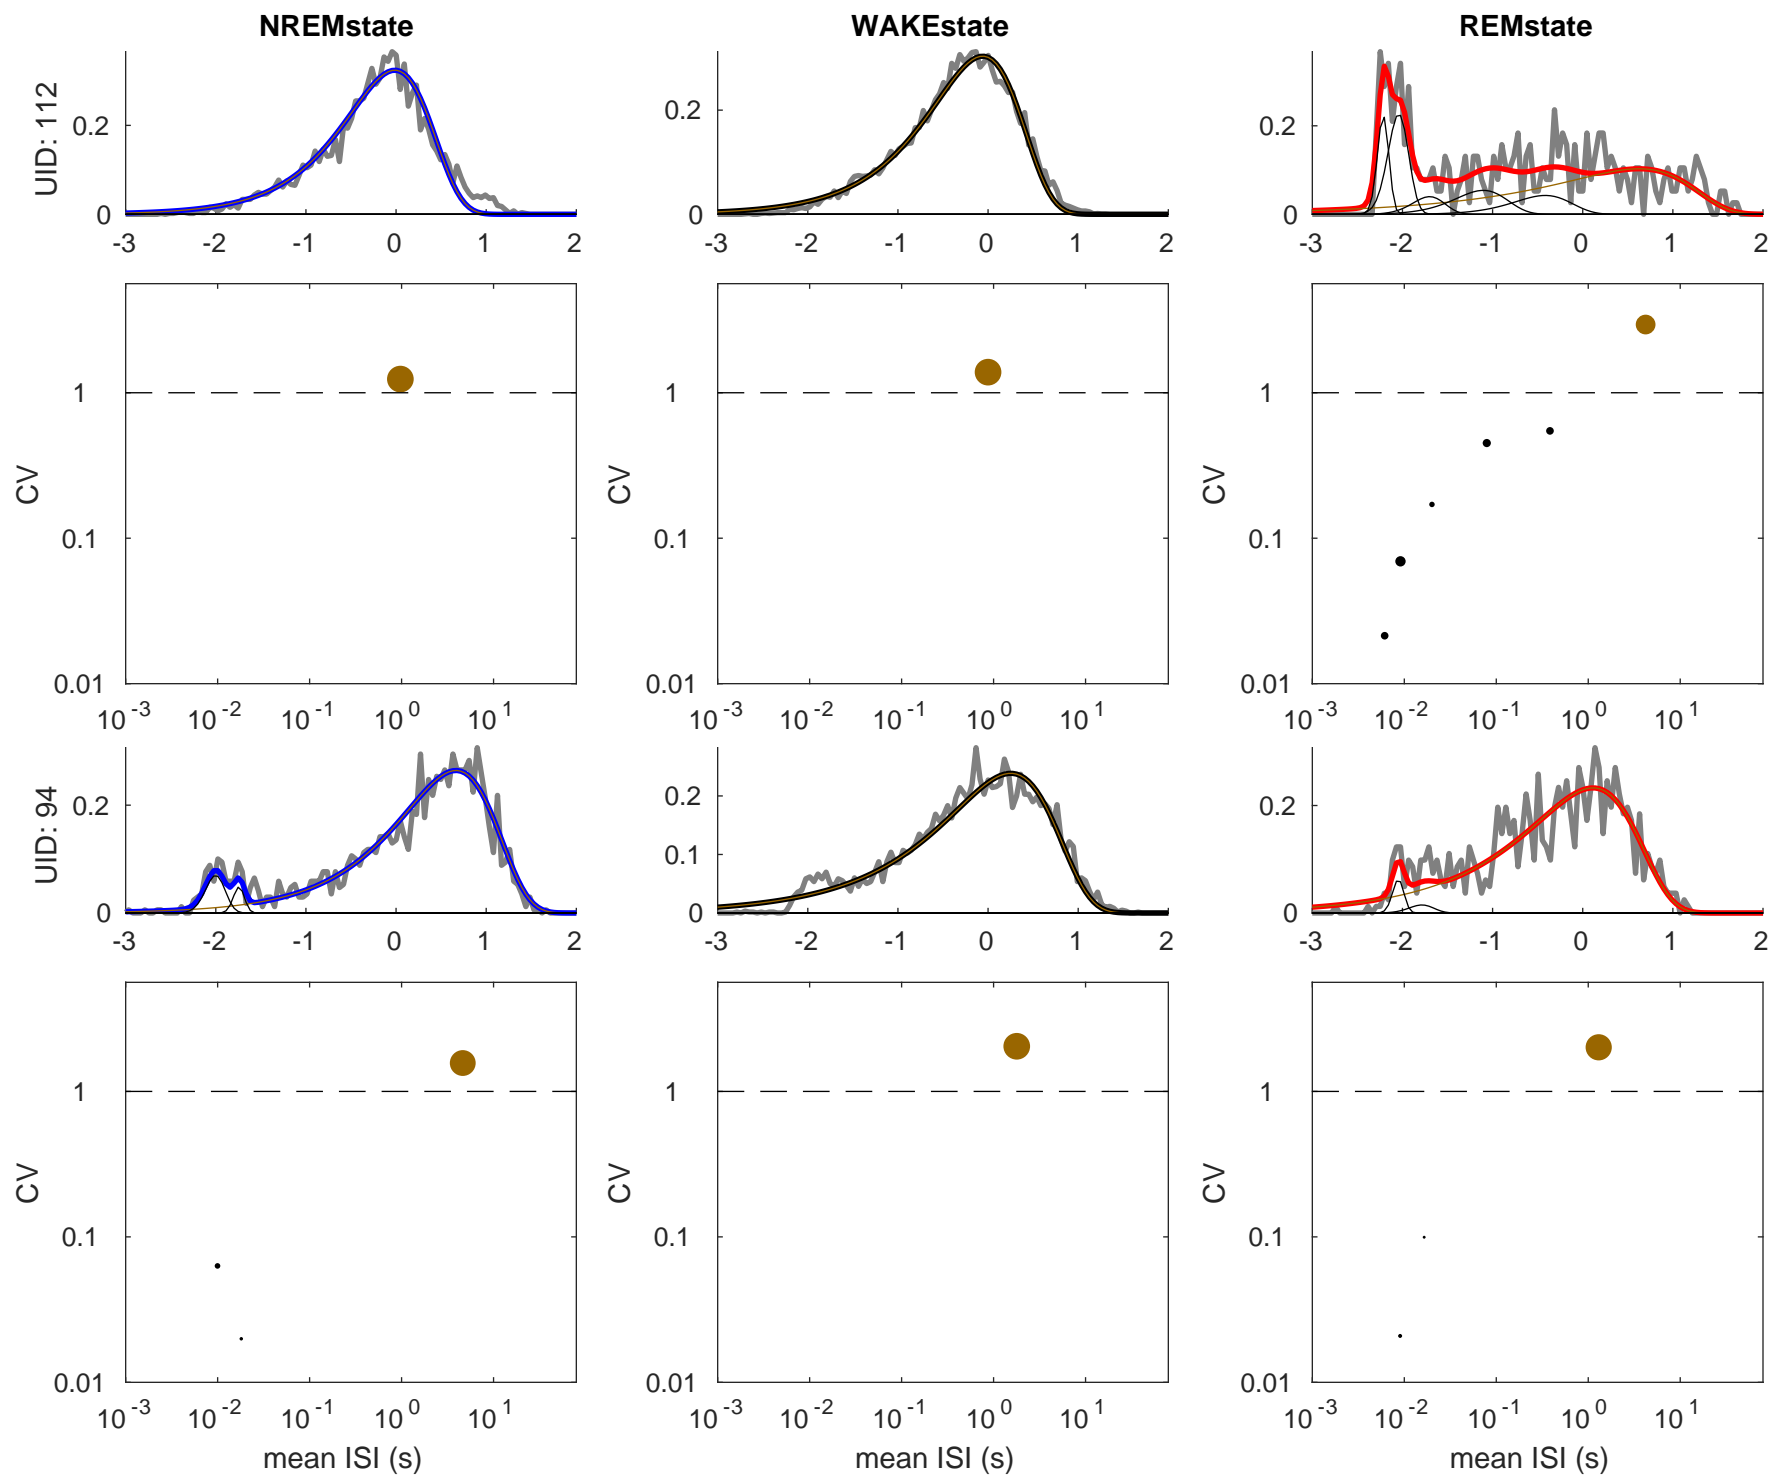 NREMstate WAKEstate REMstate
UID: 112
0.2 0.2 0.2
0 0 0
-3 -2 -1 0 1 2 -3 -2 -1 0 1 2 -3 -2 -1 0 1 2
CV CV CV
1 1 1
0.1 0.1 0.1
0.01 0.01 0.01
10^-3 10^-2 10^-1 10^0 10^1 10^-3 10^-2 10^-1 10^0 10^1 10^-3 10^-2 10^-1 10^0 10^1
UID: 94
0.2 0.2 0.2
0.1
0 0 0
-3 -2 -1 0 1 2 -3 -2 -1 0 1 2 -3 -2 -1 0 1 2
CV CV CV
1 1 1
0.1 0.1 0.1
0.01 0.01 0.01
10^-3 10^-2 10^-1 10^0 10^1 10^-3 10^-2 10^-1 10^0 10^1 10^-3 10^-2 10^-1 10^0 10^1
mean ISI (s) mean ISI (s) mean ISI (s)